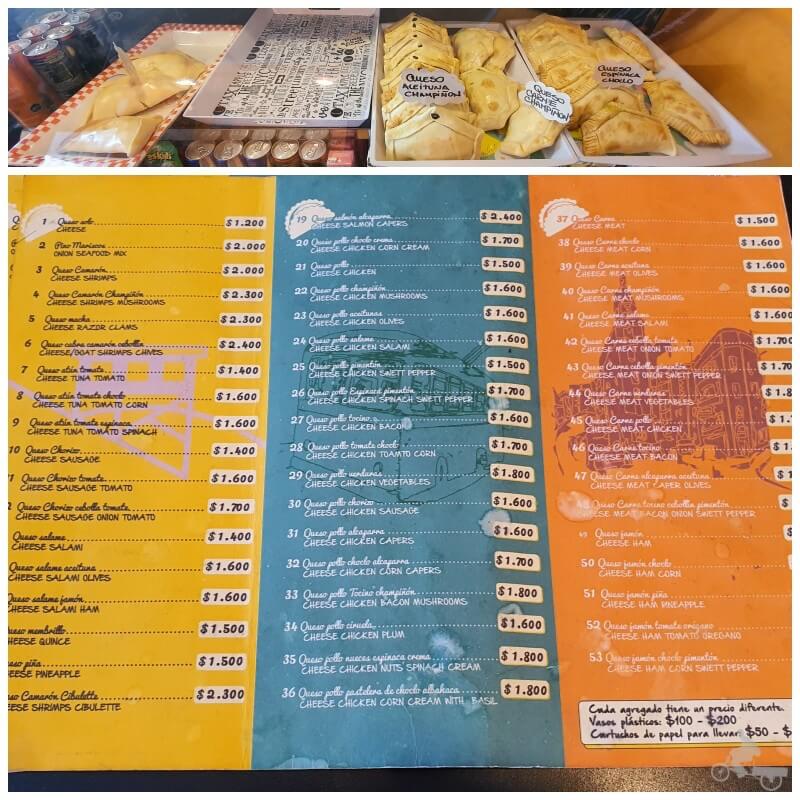 QUESO
ACEITUNA
CHAMPIÑON
QUESO
CARNE
CHAMPIÑON
QUESO
ESPINACA
CHOCLO
1 Queso solo $1.200
CHEESE
2 Pino Marisco $2.000
ONION SEAFOOD MIX
3 Queso Camarón $2.000
CHEESE SHRIMPS
4 Queso Camarón Champiñón $2.300
CHEESE SHRIMPS MUSHROOMS
5 Queso macha $2.300
CHEESE RAZOR CLAMS
6 Queso cabra camarón cebollin $2.400
CHEESE/GOAT SHRIMPS CHIVES
7 Queso atún tomate $1.400
CHEESE TUNA TOMATO
8 Queso atún tomate choclo $1.600
CHEESE TUNA TOMATO CORN
9 Queso atún tomate espinaca $1.600
CHEESE TUNA TOMATO SPINACH
10 Queso Chorizo $1.400
CHEESE SAUSAGE
Queso Chorizo tomate $1.600
CHEESE SAUSAGE TOMATO
2 Queso Chorizo cebolla tomate $1.700
CHEESE SAUSAGE ONION TOMATO
Queso salame $1.400
CHEESE SALAMI
Queso salame aceituna $1.600
CHEESE SALAMI OLIVES
Queso salame jamón $1.600
CHEESE SALAMI HAM
membrillo $1.500
HEESE QUINCE
piña $1.500
EESE PINEAPPLE
Camarón Cibulette $2.300
SE SHRIMPS CIBULETTE
19 Queso salmón alcaparra $2.400
CHEESE SALMON CAPERS
20 Queso pollo choclo crema $1.700
CHEESE CHICKEN CORN CREAM
21 Queso pollo $1.500
CHEESE CHICKEN
22 Queso pollo champiñón $1.600
CHEESE CHICKEN MUSHROOMS
23 Queso pollo aceitunas $1.600
CHEESE CHICKEN OLIVES
24 Queso pollo salame $1.600
CHEESE CHICKEN SALAMI
25 Queso pollo pimentón $1.500
CHEESE CHICKEN SWETT PEPPER
26 Queso pollo Espinaca pimentón $1.700
CHEESE CHICKEN SPINACH SWETT PEPPER
27 Queso pollo tocino $1.600
CHEESE CHICKEN BACON
28 Queso pollo tomate choclo $1.700
CHEESE CHICKEN TOAMTO CORN
29 Queso pollo verduras $1.800
CHEESE CHICKEN VEGETABLES
30 Queso pollo chorizo $1.600
CHEESE CHICKEN SAUSAGE
31 Queso pollo alcaparra $1.600
CHEESE CHICKEN CAPERS
32 Queso pollo choclo alcaparra $1.700
CHEESE CHICKEN CORN CAPERS
33 Queso pollo Tocino champiñón $1.800
CHEESE CHICKEN BACON MUSHROOMS
34 Queso pollo ciruela $1.600
CHEESE CHICKEN PLUM
35 Queso pollo nueces espinaca crema $1.800
CHEESE CHICKEN NUTS SPINACH CREAM
36 Queso pollo pastelera de choclo albahaca $1.800
CHEESE CHICKEN CORN CREAM WITH BASIL
37 Queso Carne $1.500
CHEESE MEAT
38 Queso Carne choclo $1.600
CHEESE MEAT CORN
39 Queso Carne aceituna $1.600
CHEESE MEAT OLIVES
40 Queso Carne champiñon $1.600
CHEESE MEAT MUSHROOMS
41 Queso Carne salame $1.600
CHEESE MEAT SALAMI
42 Queso Carne cebolla tomate $1.70
CHEESE MEAT ONION TOMATO
43 Queso Carne cebolla pimentón $1.70
CHEESE MEAT ONION SWETT PEPPER
44 Queso Carne verduras $1.8
CHEESE MEAT VEGETABLES
45 Queso Carne pollo $1.
CHEESE MEAT CHICKEN
46 Queso Carne tocino $1
CHEESE MEAT BACON
47 Queso Carne alcaparra aceituna $
CHEESE MEAT CAPER OLIVES
48 Queso Carne tocino cebollin pimentón $
CHEESE MEAT BACON ONION SWETT PEPPER
49 Queso jamón
CHEESE HAM
50 Queso jamón choclo
CHEESE HAM CORN
51 Queso jamón piña
CHEESE HAM PINEAPPLE
52 Queso jamón tomate orégano
CHEESE HAM TOMATO OREGANO
53 Queso jamón choclo pimentón
CHEESE HAM CORN SWETT PEPPER
Cada agregado tiene un precio diferente.
Vasos plásticos: $100 - $200
Cartuchos de papel para llevar: $50 - $